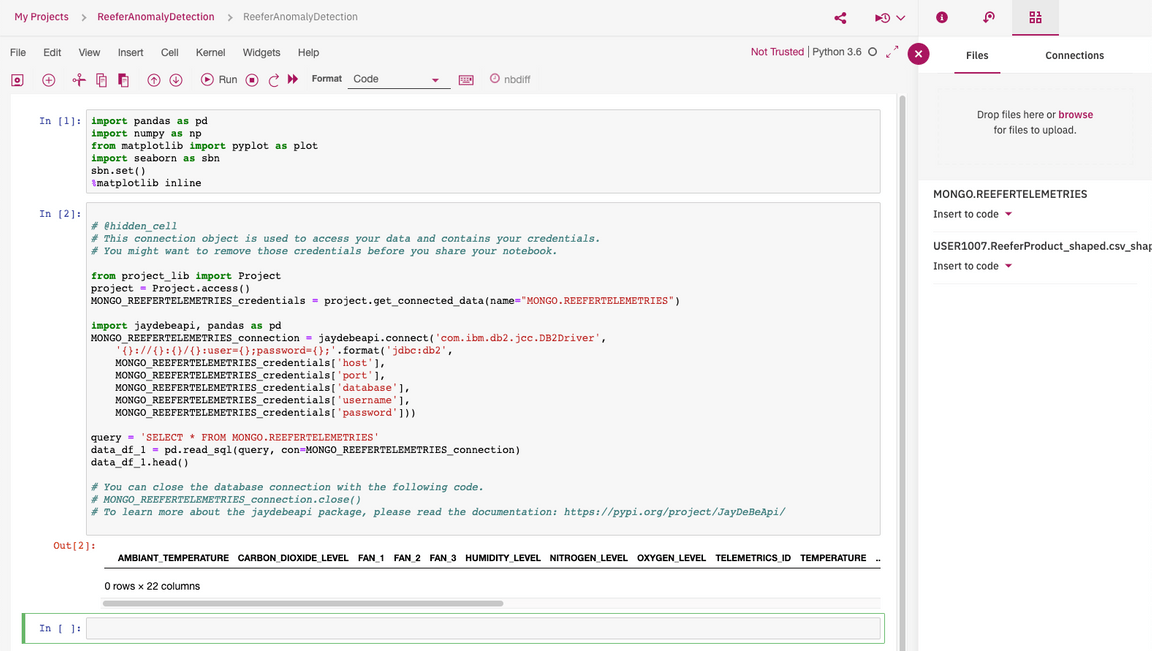 My Projects > ReeferAnomalyDetection > ReeferAnomalyDetection
File Edit View Insert Cell Kernel Widgets Help
Not Trusted | Python 3.6
Run Format Code nbdiff
In [1]:
import pandas as pd
import numpy as np
from matplotlib import pyplot as plot
import seaborn as sbn
sbn.set()
%matplotlib inline
In [2]:
# @hidden_cell
# This connection object is used to access your data and contains your credentials.
# You might want to remove those credentials before you share your notebook.
from project_lib import Project
project = Project.access()
MONGO_REEFERTELEMETRIES_credentials = project.get_connected_data(name="MONGO.REEFERTELEMETRIES")
import jaydebeapi, pandas as pd
MONGO_REEFERTELEMETRIES_connection = jaydebeapi.connect('com.ibm.db2.jcc.DB2Driver',
'{}://{}:{}/{}:user={};password={};'.format('jdbc:db2',
MONGO_REEFERTELEMETRIES_credentials['host'],
MONGO_REEFERTELEMETRIES_credentials['port'],
MONGO_REEFERTELEMETRIES_credentials['database'],
MONGO_REEFERTELEMETRIES_credentials['username'],
MONGO_REEFERTELEMETRIES_credentials['password']))
query = 'SELECT * FROM MONGO.REEFERTELEMETRIES'
data_df_1 = pd.read_sql(query, con=MONGO_REEFERTELEMETRIES_connection)
data_df_1.head()
# You can close the database connection with the following code.
# MONGO_REEFERTELEMETRIES_connection.close()
# To learn more about the jaydebeapi package, please read the documentation: https://pypi.org/project/JayDeBeApi/
Out[2]:
AMBIANT_TEMPERATURE CARBON_DIOXIDE_LEVEL FAN_1 FAN_2 FAN_3 HUMIDITY_LEVEL NITROGEN_LEVEL OXYGEN_LEVEL TELEMETRICS_ID TEMPERATURE ..
0 rows × 22 columns
In [ ]:
Files Connections
Drop files here or browse
for files to upload.
MONGO.REEFERTELEMETRIES
Insert to code
USER1007.ReeferProduct_shaped.csv_shap
Insert to code